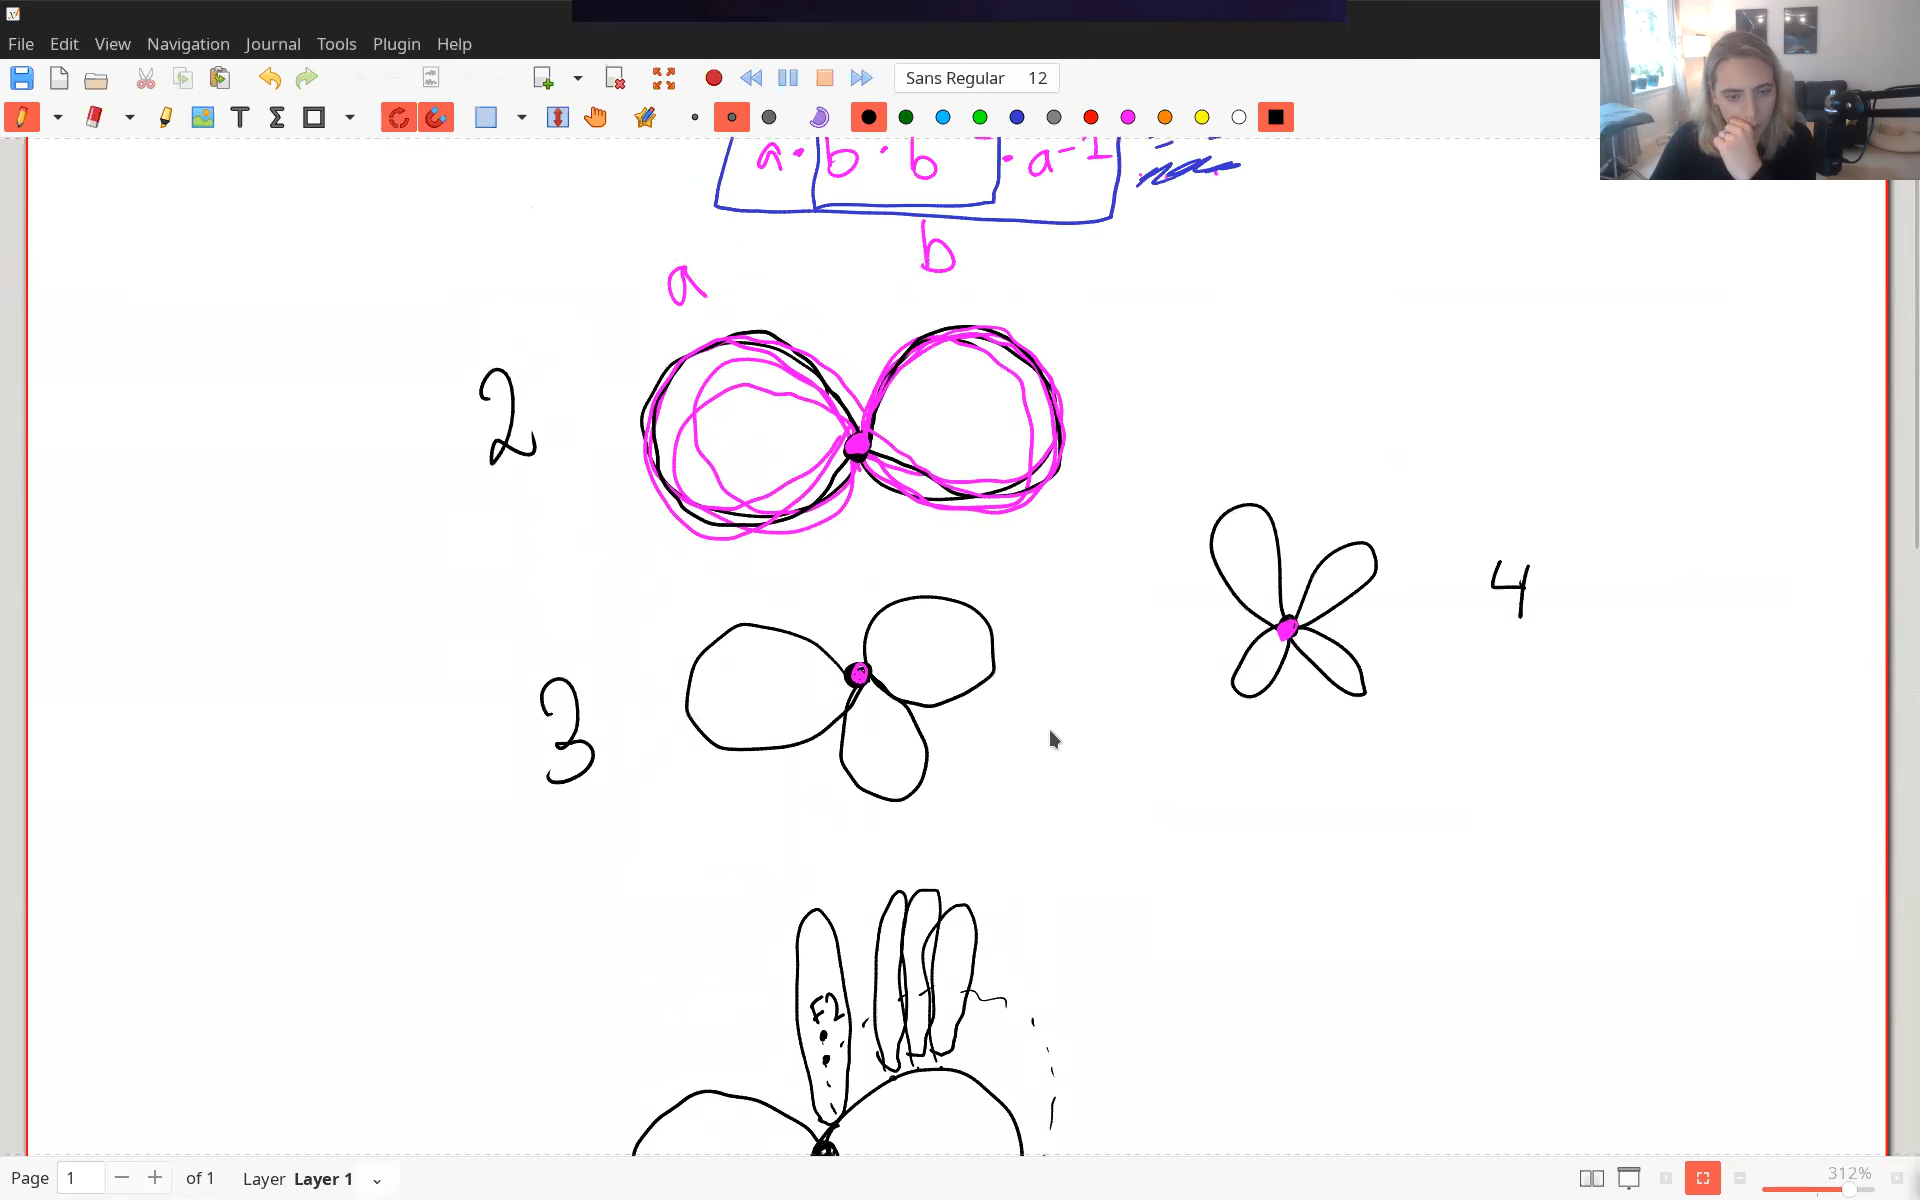 File Edit View Navigation Journal Tools Plugin Help
Sans Regular 12
a · b · b · a-1
b
a
2
4
3
F2
Page 1 of 1 Layer Layer 1 312%